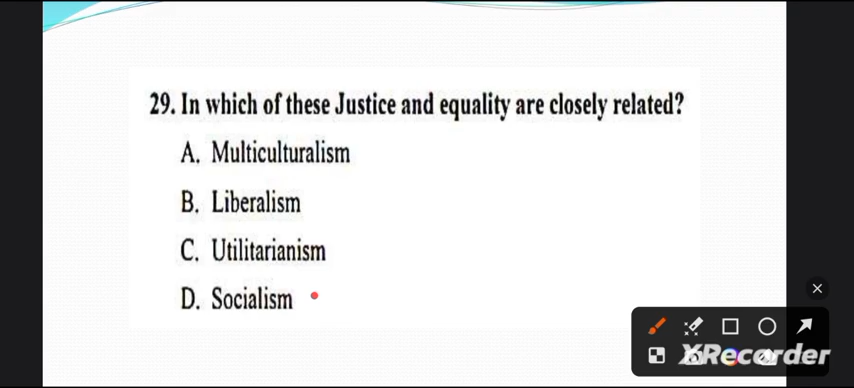 29. In which of these Justice and equality are closely related?
A. Multiculturalism
B. Liberalism
C. Utilitarianism
D. Socialism
XRecorder